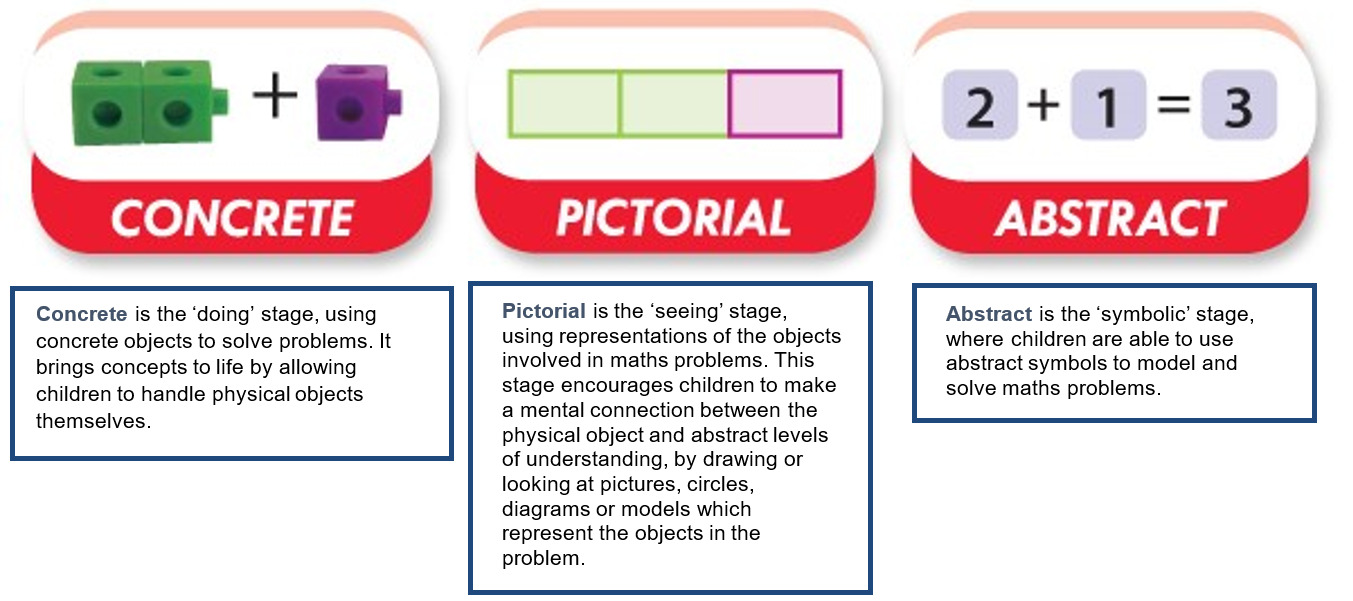 +
2 + 1 = 3
CONCRETE
PICTORIAL
ABSTRACT
Concrete is the ‘doing’ stage, using
concrete objects to solve problems. It
brings concepts to life by allowing
children to handle physical objects
themselves.
Pictorial is the ‘seeing’ stage,
using representations of the objects
involved in maths problems. This
stage encourages children to make
a mental connection between the
physical object and abstract levels
of understanding, by drawing or
looking at pictures, circles,
diagrams or models which
represent the objects in the
problem.
Abstract is the ‘symbolic’ stage,
where children are able to use
abstract symbols to model and
solve maths problems.